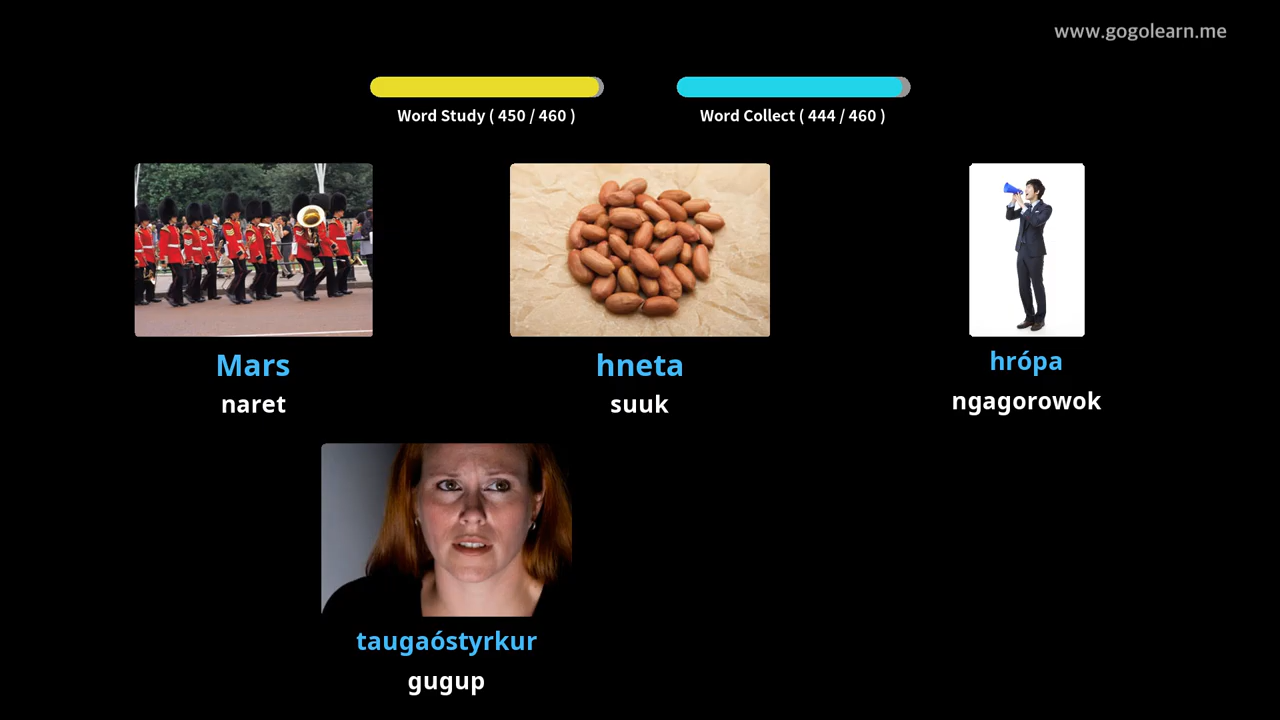 www.gogolearn.me
Word Study ( 450 / 460 )
Word Collect ( 444 / 460 )
Mars
naret
hneta
suuk
hrópa
ngagorowok
taugaóstyrkur
gugup